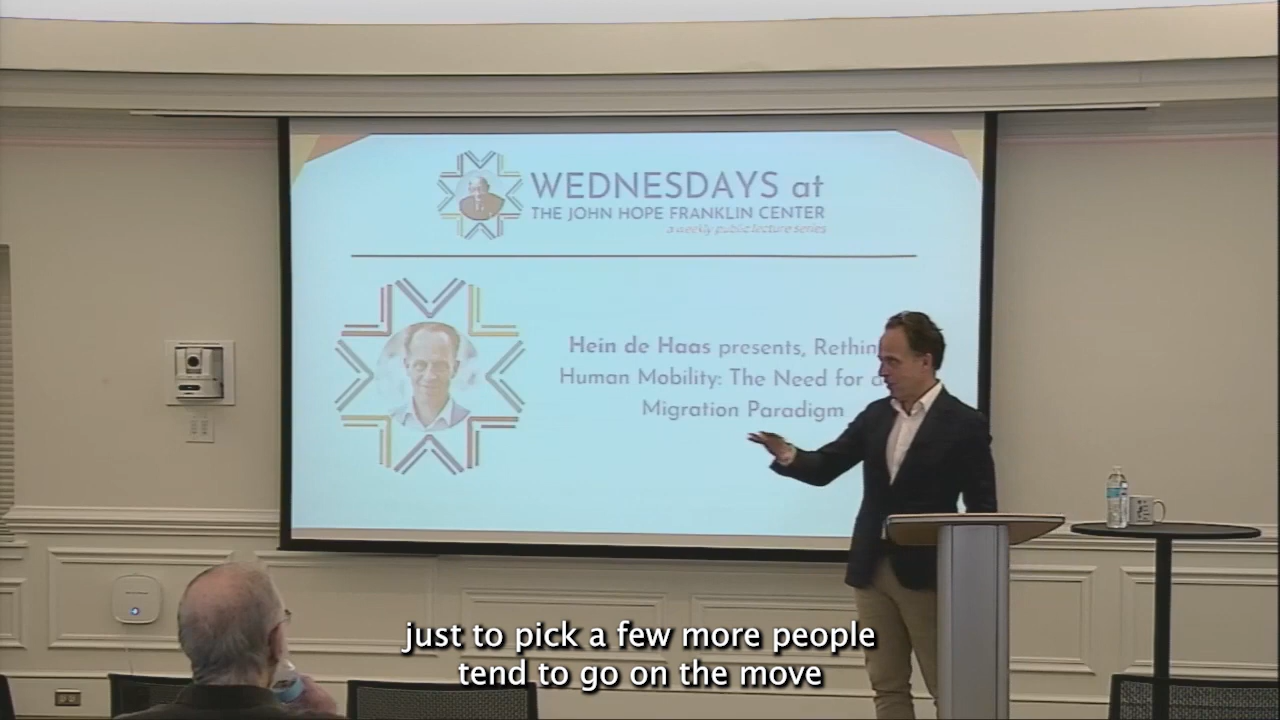 WEDNESDAYS at
THE JOHN HOPE FRANKLIN CENTER
a weekly public lecture series
Hein de Haas presents, Rethin
Human Mobility: The Need for
Migration Paradigm
just to pick a few more people
tend to go on the move